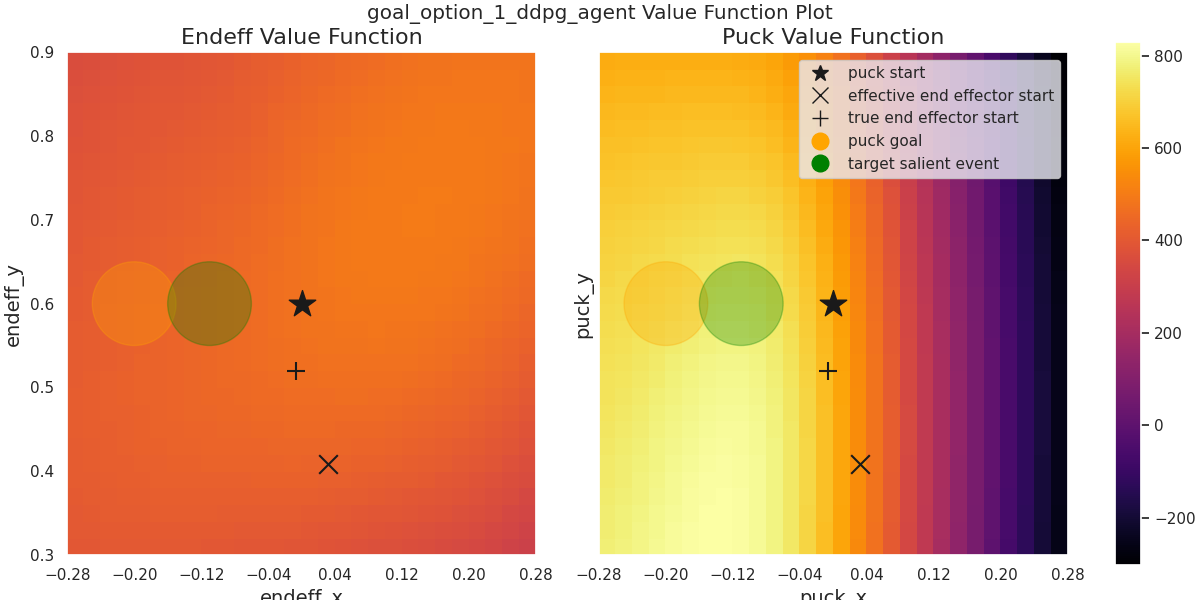 goal_option_1_ddpg_agent Value Function Plot
Endeff Value Function
0.9
0.8
0.7
0.6
0.5
0.4
0.3
endeff_y
−0.28 −0.20 −0.12 −0.04 0.04 0.12 0.20 0.28
endeff_x
Puck Value Function
puck start
effective end effector start
true end effector start
puck goal
target salient event
puck_y
−0.28 −0.20 −0.12 −0.04 0.04 0.12 0.20 0.28
puck_x
800
600
400
200
0
−200